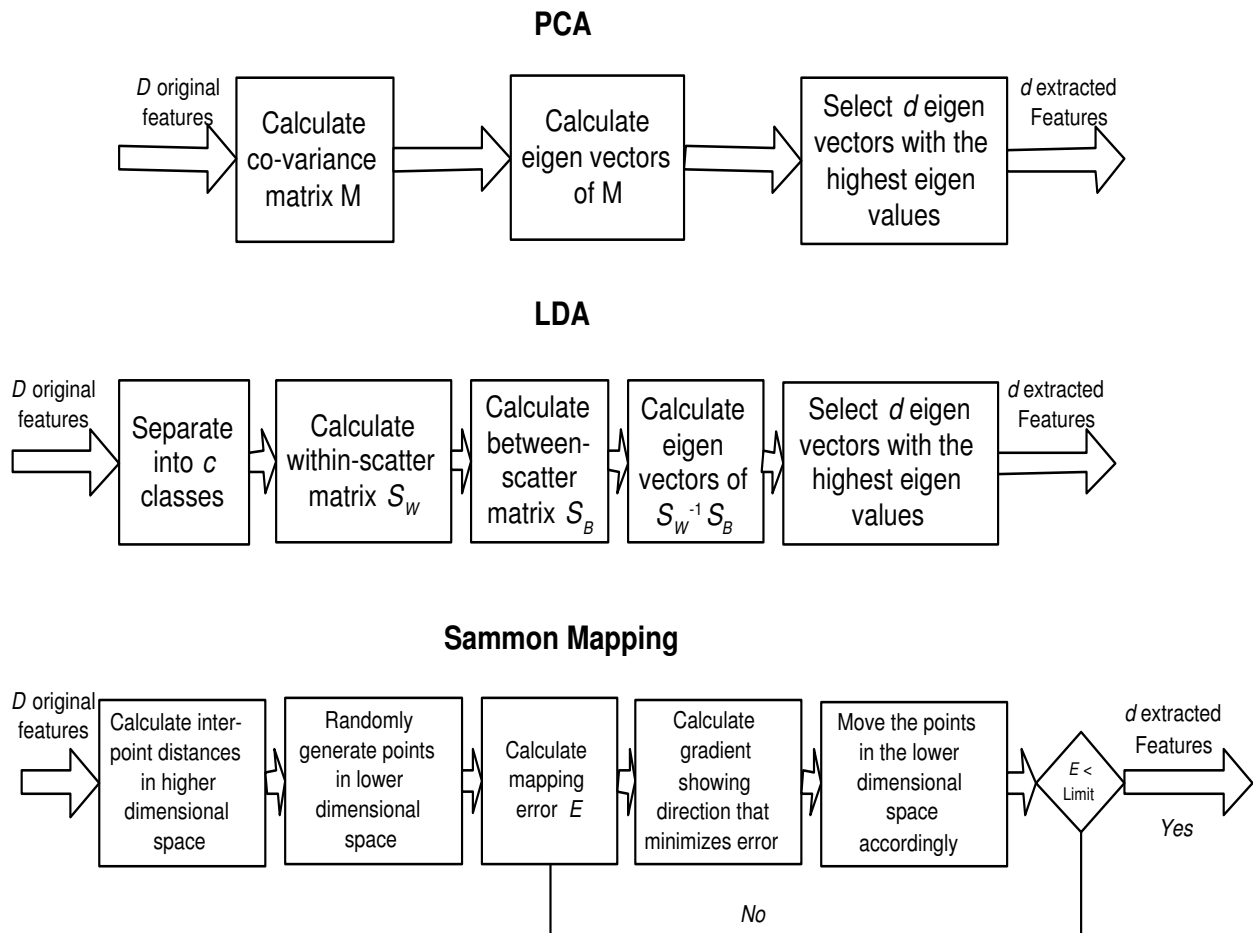 PCA
D original
features
Calculate
co-variance
matrix M
Calculate
eigen vectors
of M
Select d eigen
vectors with the
highest eigen
values
d extracted
Features
LDA
D original
features
Separate
into c
classes
Calculate
within-scatter
matrix S_W
Calculate
between-
scatter
matrix S_B
Calculate
eigen
vectors of
S_W^-1 S_B
Select d eigen
vectors with the
highest eigen
values
d extracted
Features
Sammon Mapping
D original
features
Calculate inter-
point distances
in higher
dimensional
space
Randomly
generate points
in lower
dimensional
space
Calculate
mapping
error E
Calculate
gradient
showing
direction that
minimizes error
Move the points
in the lower
dimensional
space
accordingly
E <
Limit
d extracted
Features
Yes
No